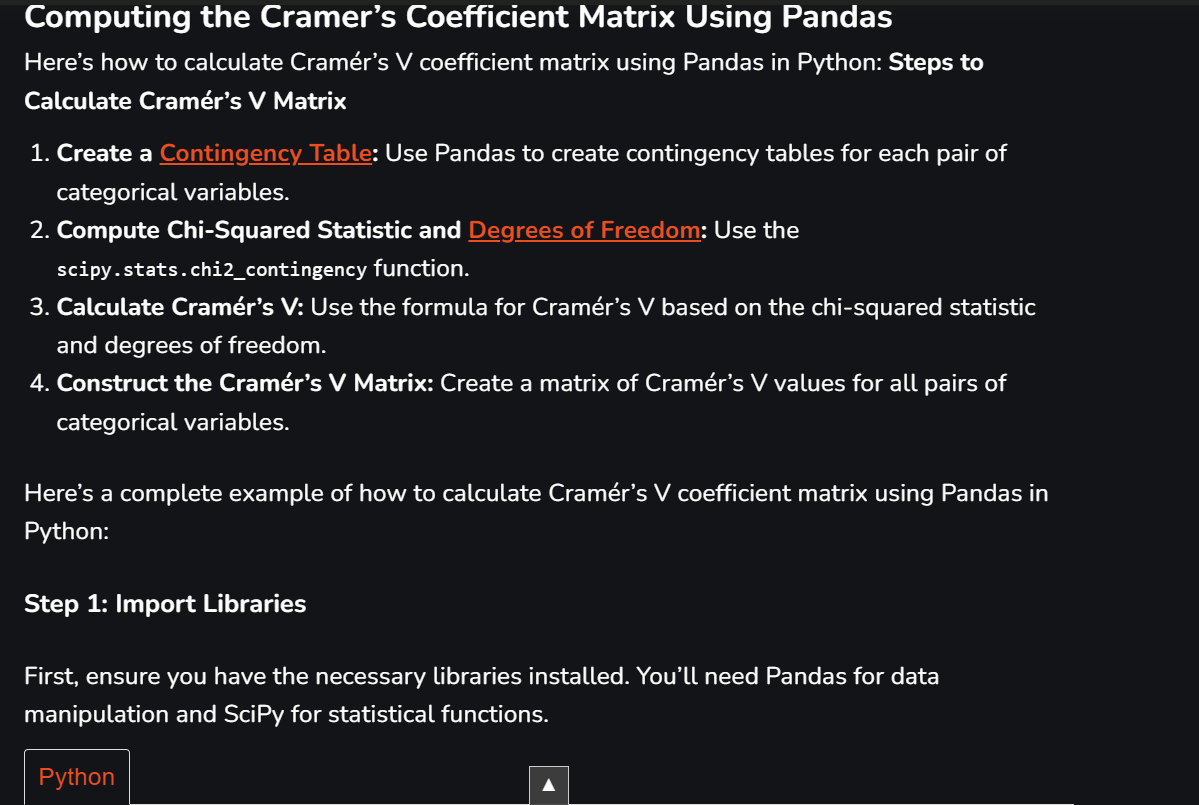 Computing the Cramer’s Coefficient Matrix Using Pandas
Here’s how to calculate Cramér’s V coefficient matrix using Pandas in Python: Steps to
Calculate Cramér’s V Matrix
1. Create a Contingency Table: Use Pandas to create contingency tables for each pair of
categorical variables.
2. Compute Chi-Squared Statistic and Degrees of Freedom: Use the
scipy.stats.chi2_contingency function.
3. Calculate Cramér’s V: Use the formula for Cramér’s V based on the chi-squared statistic
and degrees of freedom.
4. Construct the Cramér’s V Matrix: Create a matrix of Cramér’s V values for all pairs of
categorical variables.
Here’s a complete example of how to calculate Cramér’s V coefficient matrix using Pandas in
Python:
Step 1: Import Libraries
First, ensure you have the necessary libraries installed. You’ll need Pandas for data
manipulation and SciPy for statistical functions.
Python